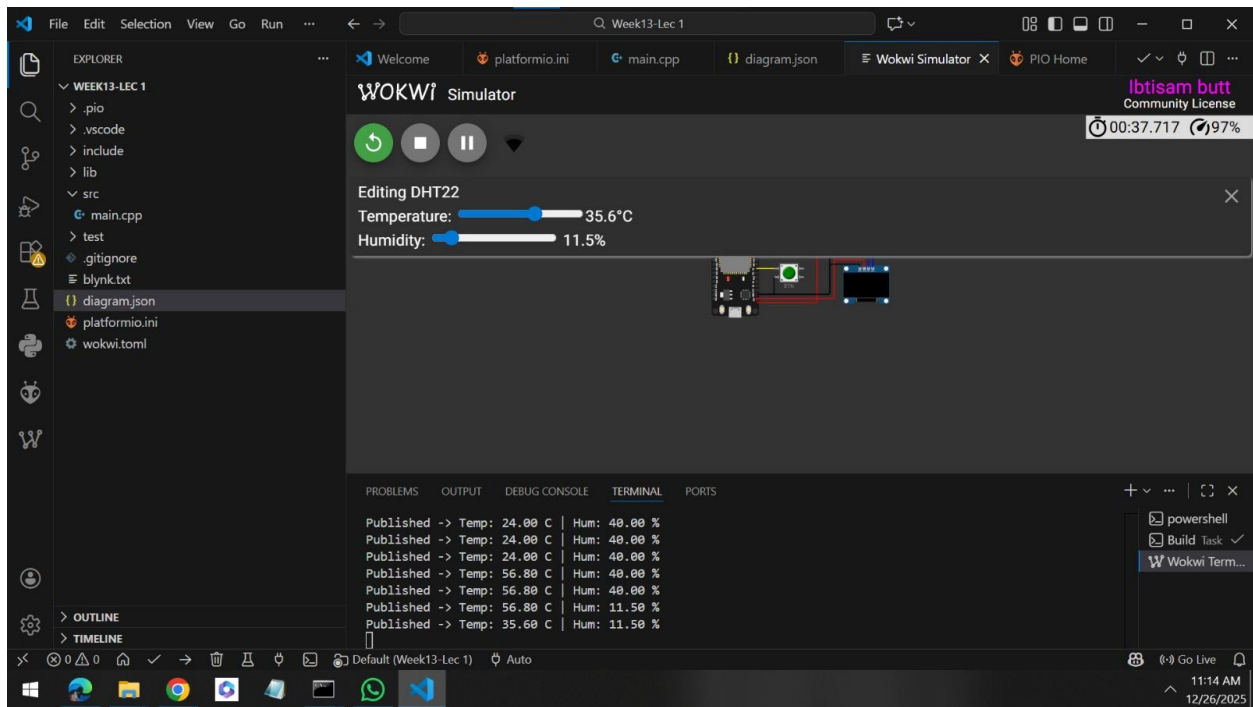 File Edit Selection View Go Run ···
Week13-Lec 1
EXPLORER ···
WEEK13-LEC 1
.pio
.vscode
include
lib
src
main.cpp
test
.gitignore
blynk.txt
diagram.json
platformio.ini
wokwi.toml
OUTLINE
TIMELINE
Welcome platformio.ini main.cpp {} diagram.json Wokwi Simulator PIO Home ···
WOKWI Simulator
Ibtisam butt
Community License
00:37.717 97%
Editing DHT22
Temperature: 35.6°C
Humidity: 11.5%
PROBLEMS OUTPUT DEBUG CONSOLE TERMINAL PORTS
Published -> Temp: 24.00 C | Hum: 40.00 %
Published -> Temp: 24.00 C | Hum: 40.00 %
Published -> Temp: 24.00 C | Hum: 40.00 %
Published -> Temp: 56.80 C | Hum: 40.00 %
Published -> Temp: 56.80 C | Hum: 40.00 %
Published -> Temp: 56.80 C | Hum: 11.50 %
Published -> Temp: 35.60 C | Hum: 11.50 %
powershell
Build Task
Wokwi Term...
0 0 Default (Week13-Lec 1) Auto Go Live
11:14 AM
12/26/2025